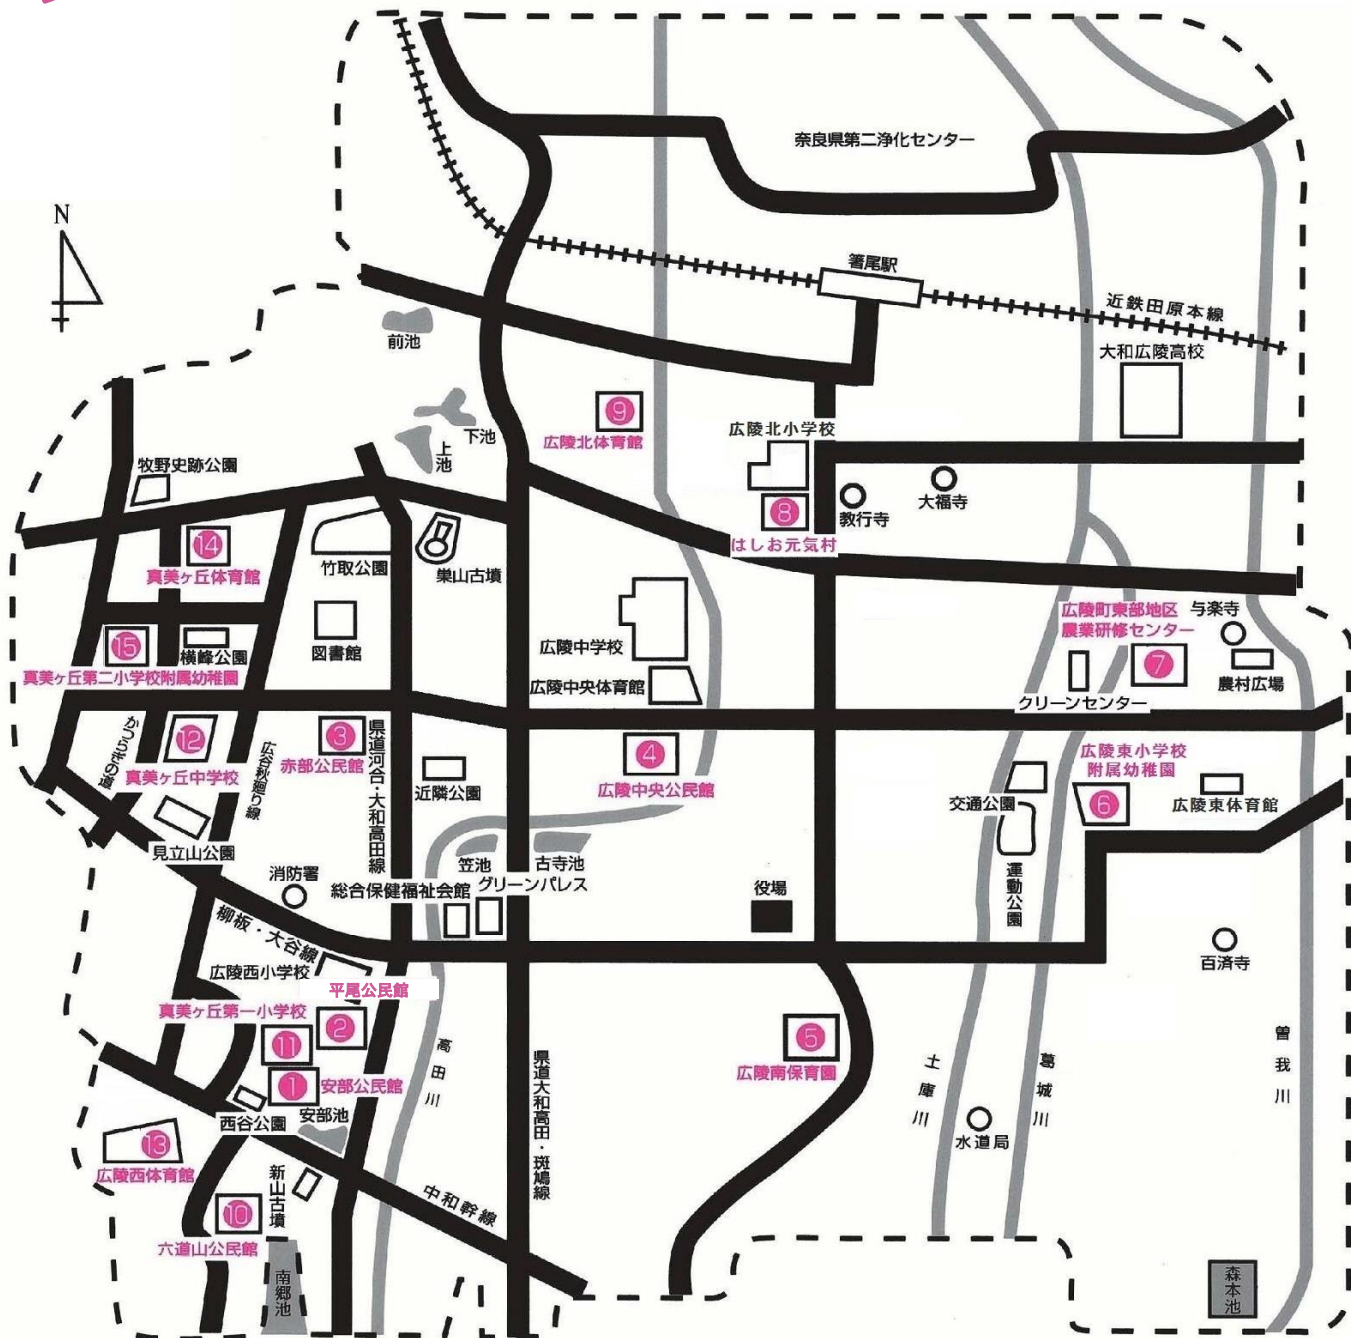 奈良県第二浄化センター
N
箸尾駅
近鉄田原本線
前池
大和広陵高校
9
下池
広陵北小学校
広陵北体育館
上池
牧野史跡公園
大福寺
8
教行寺
はしお元気村
14
竹取公園
巣山古墳
真美ヶ丘体育館
広陵町東部地区
農業研修センター
与楽寺
15
横峰公園
図書館
広陵中学校
7
真美ヶ丘第二小学校附属幼稚園
広陵中央体育館
農村広場
クリーンセンター
かつらぎの道
12
広谷秋廻り線
3
県道河合・大和高田線
4
広陵東小学校
附属幼稚園
真美ヶ丘中学校
赤部公民館
近隣公園
広陵中央公民館
交通公園
6
広陵東体育館
見立山公園
消防署
笠池
古寺池
総合保健福祉会館
グリーンパレス
役場
運動公園
柳板・大谷線
広陵西小学校
平尾公民館
百済寺
真美ヶ丘第一小学校
2
11
5
高田川
県道大和高田・斑鳩線
土庫川
葛城川
曽我川
1
安部公民館
広陵南保育園
西谷公園
安部池
13
水道局
広陵西体育館
新山古墳
中和幹線
10
六道山公民館
南郷池
森本池